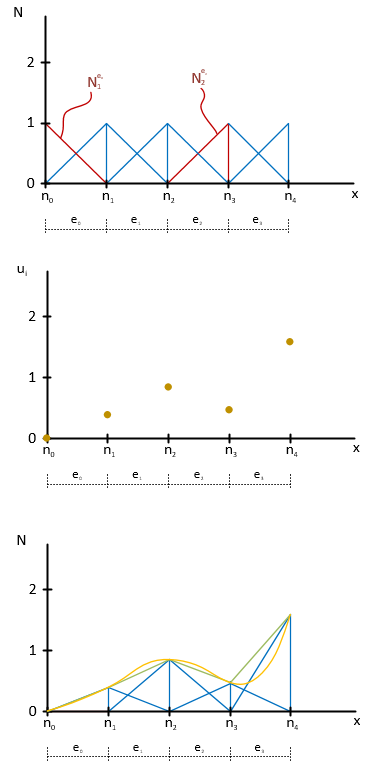 N
2
N₁ᵉ⁰
N₂ᵉ²
1
0
n₀ n₁ n₂ n₃ n₄ x
e₀ e₁ e₂ e₃
uᵢ
2
1
0
n₀ n₁ n₂ n₃ n₄ x
e₀ e₁ e₂ e₃
N
2
1
0
n₀ n₁ n₂ n₃ n₄ x
e₀ e₁ e₂ e₃